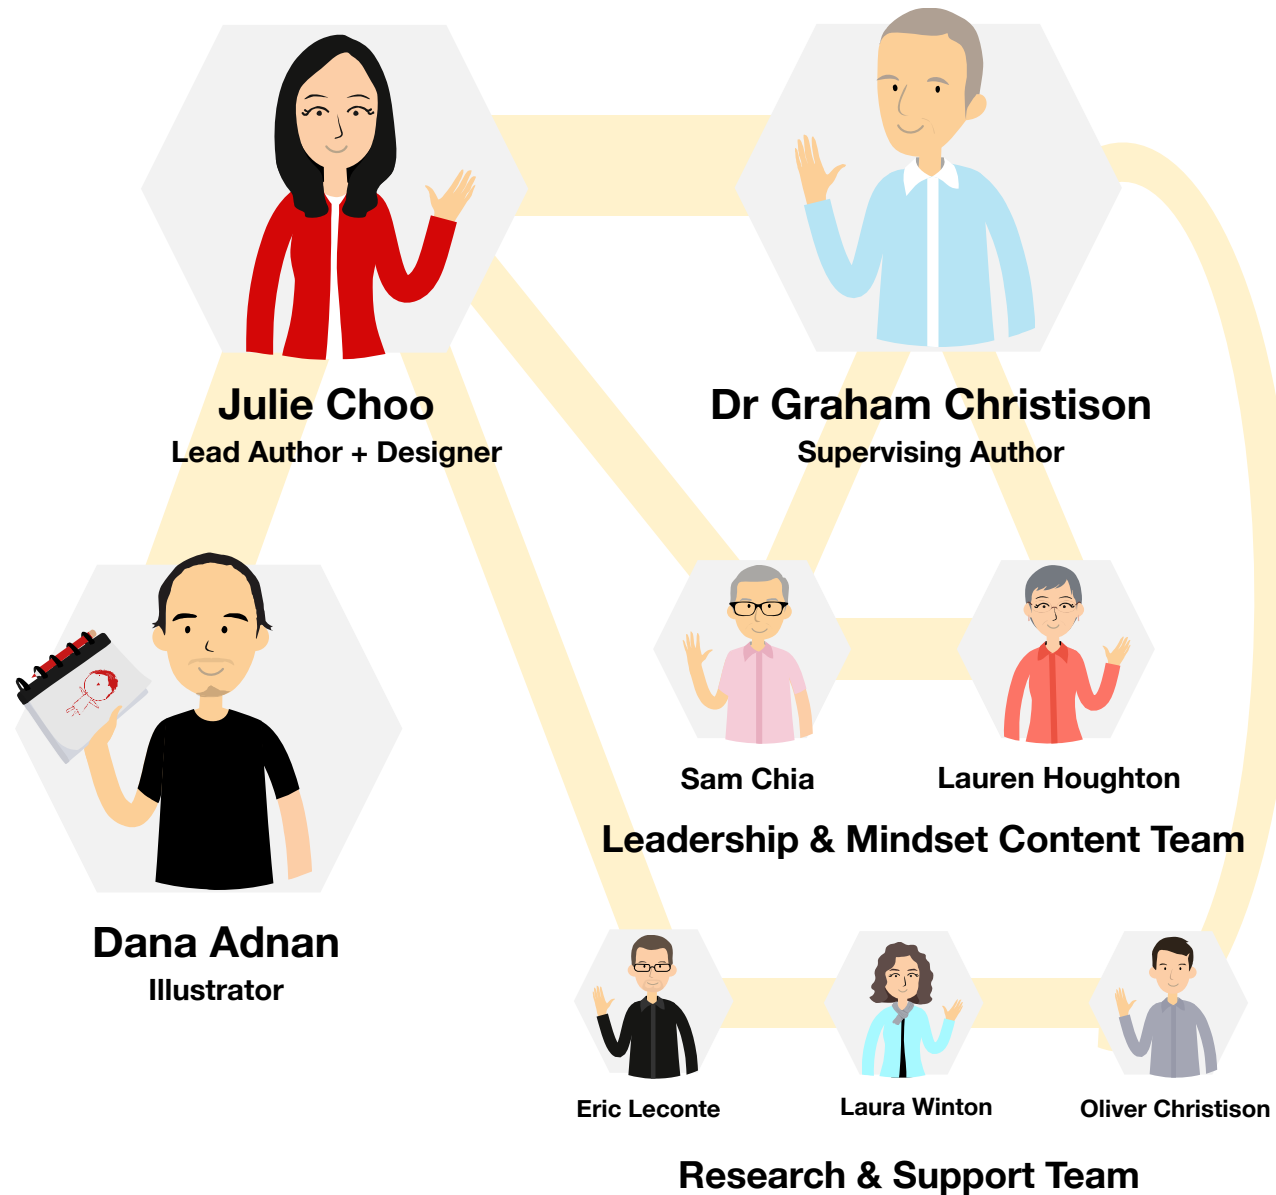 Julie Choo
Lead Author + Designer
Dr Graham Christison
Supervising Author
Sam Chia
Lauren Houghton
Leadership & Mindset Content Team
Dana Adnan
Illustrator
Eric Leconte
Laura Winton
Oliver Christison
Research & Support Team